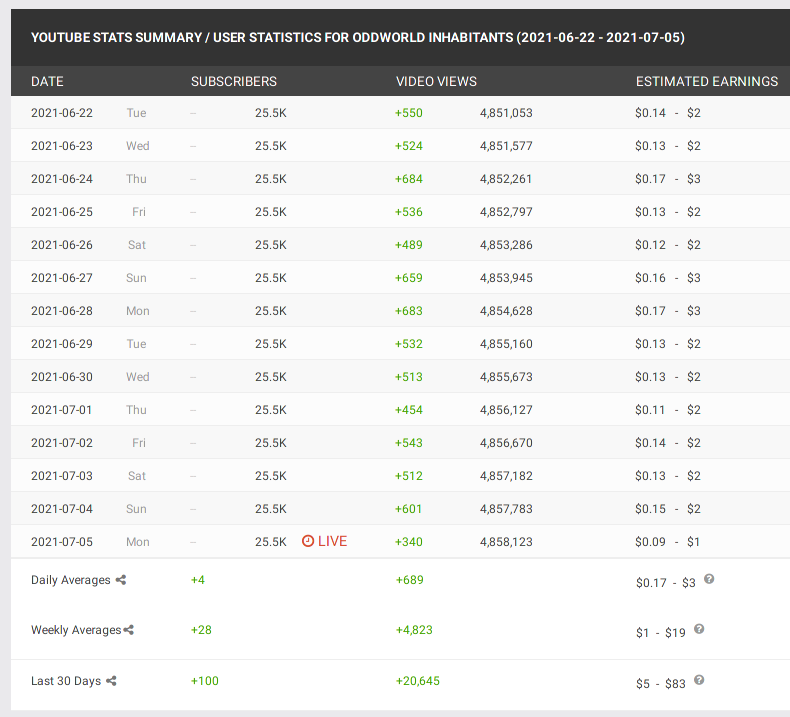 YOUTUBE STATS SUMMARY / USER STATISTICS FOR ODDWORLD INHABITANTS (2021-06-22 - 2021-07-05)
DATE SUBSCRIBERS VIDEO VIEWS ESTIMATED EARNINGS
2021-06-22 Tue -- 25.5K +550 4,851,053 $0.14 - $2
2021-06-23 Wed -- 25.5K +524 4,851,577 $0.13 - $2
2021-06-24 Thu -- 25.5K +684 4,852,261 $0.17 - $3
2021-06-25 Fri -- 25.5K +536 4,852,797 $0.13 - $2
2021-06-26 Sat -- 25.5K +489 4,853,286 $0.12 - $2
2021-06-27 Sun -- 25.5K +659 4,853,945 $0.16 - $3
2021-06-28 Mon -- 25.5K +683 4,854,628 $0.17 - $3
2021-06-29 Tue -- 25.5K +532 4,855,160 $0.13 - $2
2021-06-30 Wed -- 25.5K +513 4,855,673 $0.13 - $2
2021-07-01 Thu -- 25.5K +454 4,856,127 $0.11 - $2
2021-07-02 Fri -- 25.5K +543 4,856,670 $0.14 - $2
2021-07-03 Sat -- 25.5K +512 4,857,182 $0.13 - $2
2021-07-04 Sun -- 25.5K +601 4,857,783 $0.15 - $2
2021-07-05 Mon -- 25.5K LIVE +340 4,858,123 $0.09 - $1
Daily Averages +4 +689 $0.17 - $3 ?
Weekly Averages +28 +4,823 $1 - $19 ?
Last 30 Days +100 +20,645 $5 - $83 ?